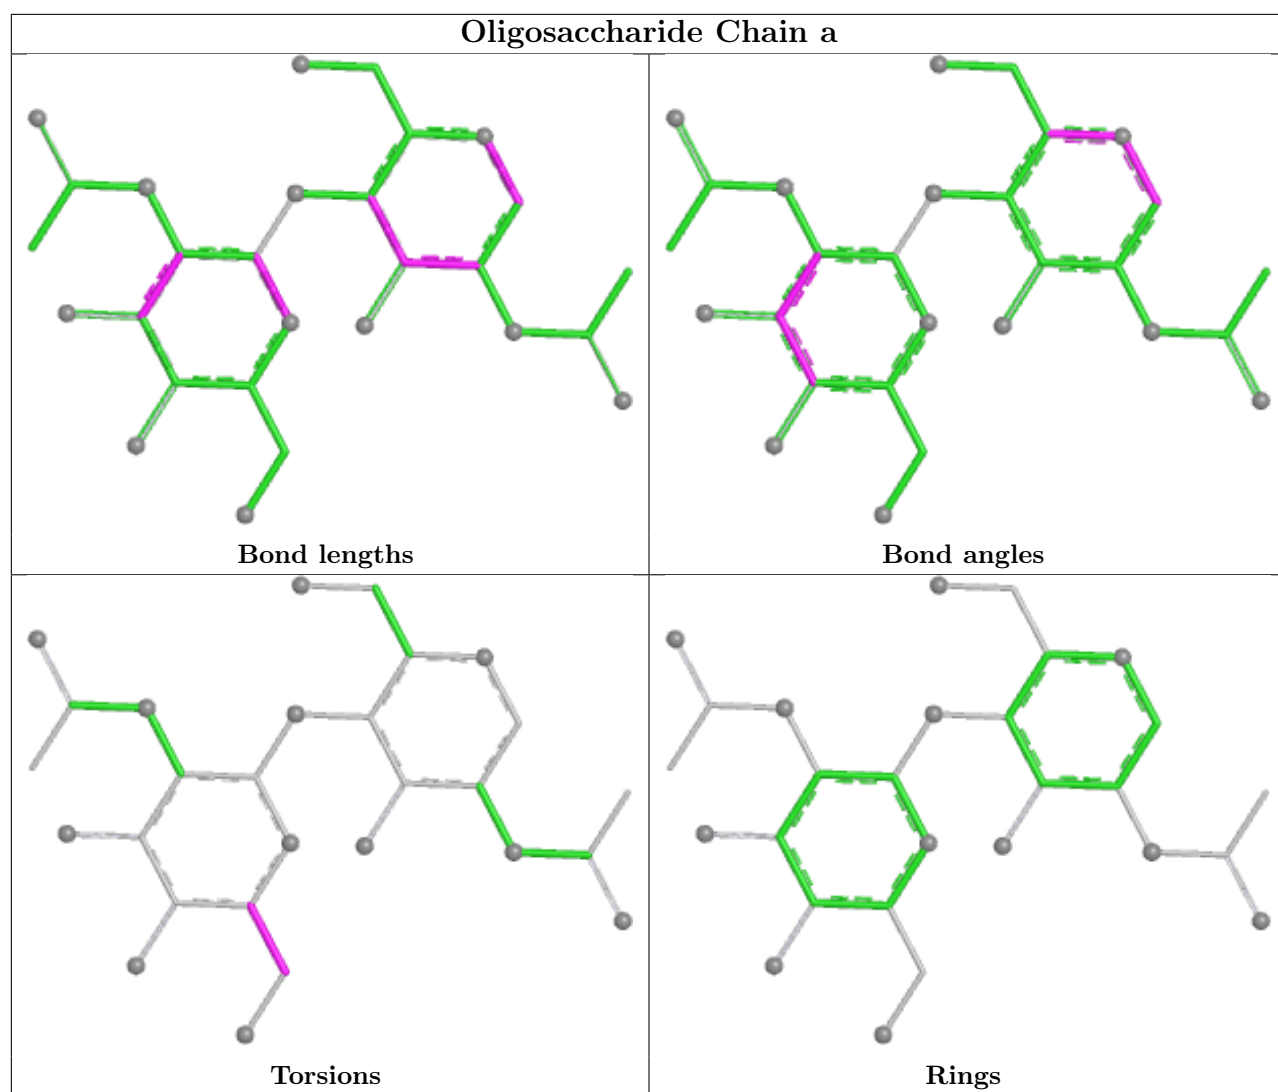 Oligosaccharide Chain a
Bond lengths
Bond angles
Torsions
Rings